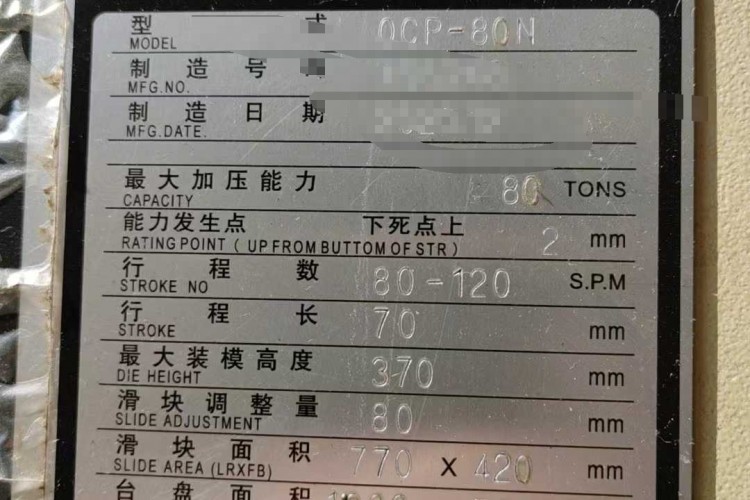 型 式 OCP-80N
MODEL
制造号
MFG.NO.
制造日期
MFG.DATE.
最大加压能力 80 TONS
CAPACITY
能力发生点 下死点上 2 mm
RATING POINT ( UP FROM BUTTOM OF STR )
行程数 80-120 S.P.M
STROKE NO
行程长 70 mm
STROKE
最大装模高度 370 mm
DIE HEIGHT
滑块调整量 80 mm
SLIDE ADJUSTMENT
滑块面积 770 X 420 mm
SLIDE AREA (LRXFB)
台盘面积